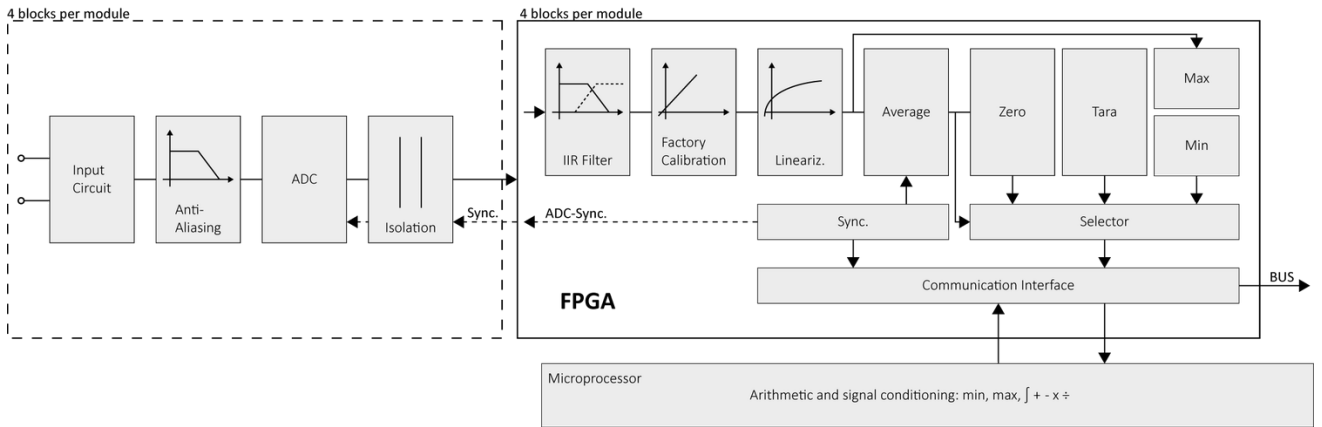 4 blocks per module
4 blocks per module
Input
Circuit
Anti-
Aliasing
ADC
Isolation
Sync.
ADC-Sync.
IIR Filter
Factory
Calibration
Lineariz.
Average
Zero
Tara
Max
Min
Sync.
Selector
Communication Interface
BUS
FPGA
Microprocessor
Arithmetic and signal conditioning: min, max, ∫ + - x ÷